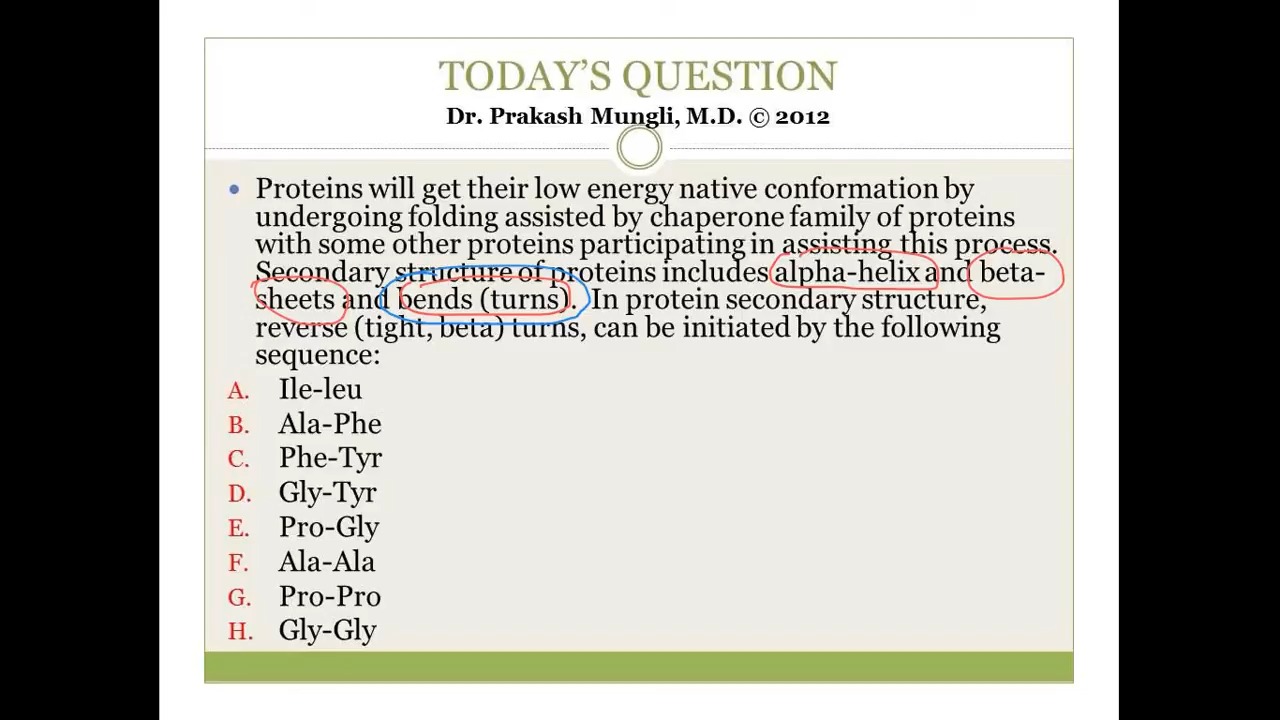 TODAY'S QUESTION
Dr. Prakash Mungli, M.D. © 2012
• Proteins will get their low energy native conformation by
undergoing folding assisted by chaperone family of proteins
with some other proteins participating in assisting this process.
Secondary structure of proteins includes alpha-helix and beta-
sheets and bends (turns). In protein secondary structure,
reverse (tight, beta) turns, can be initiated by the following
sequence:
A. Ile-leu
B. Ala-Phe
C. Phe-Tyr
D. Gly-Tyr
E. Pro-Gly
F. Ala-Ala
G. Pro-Pro
H. Gly-Gly